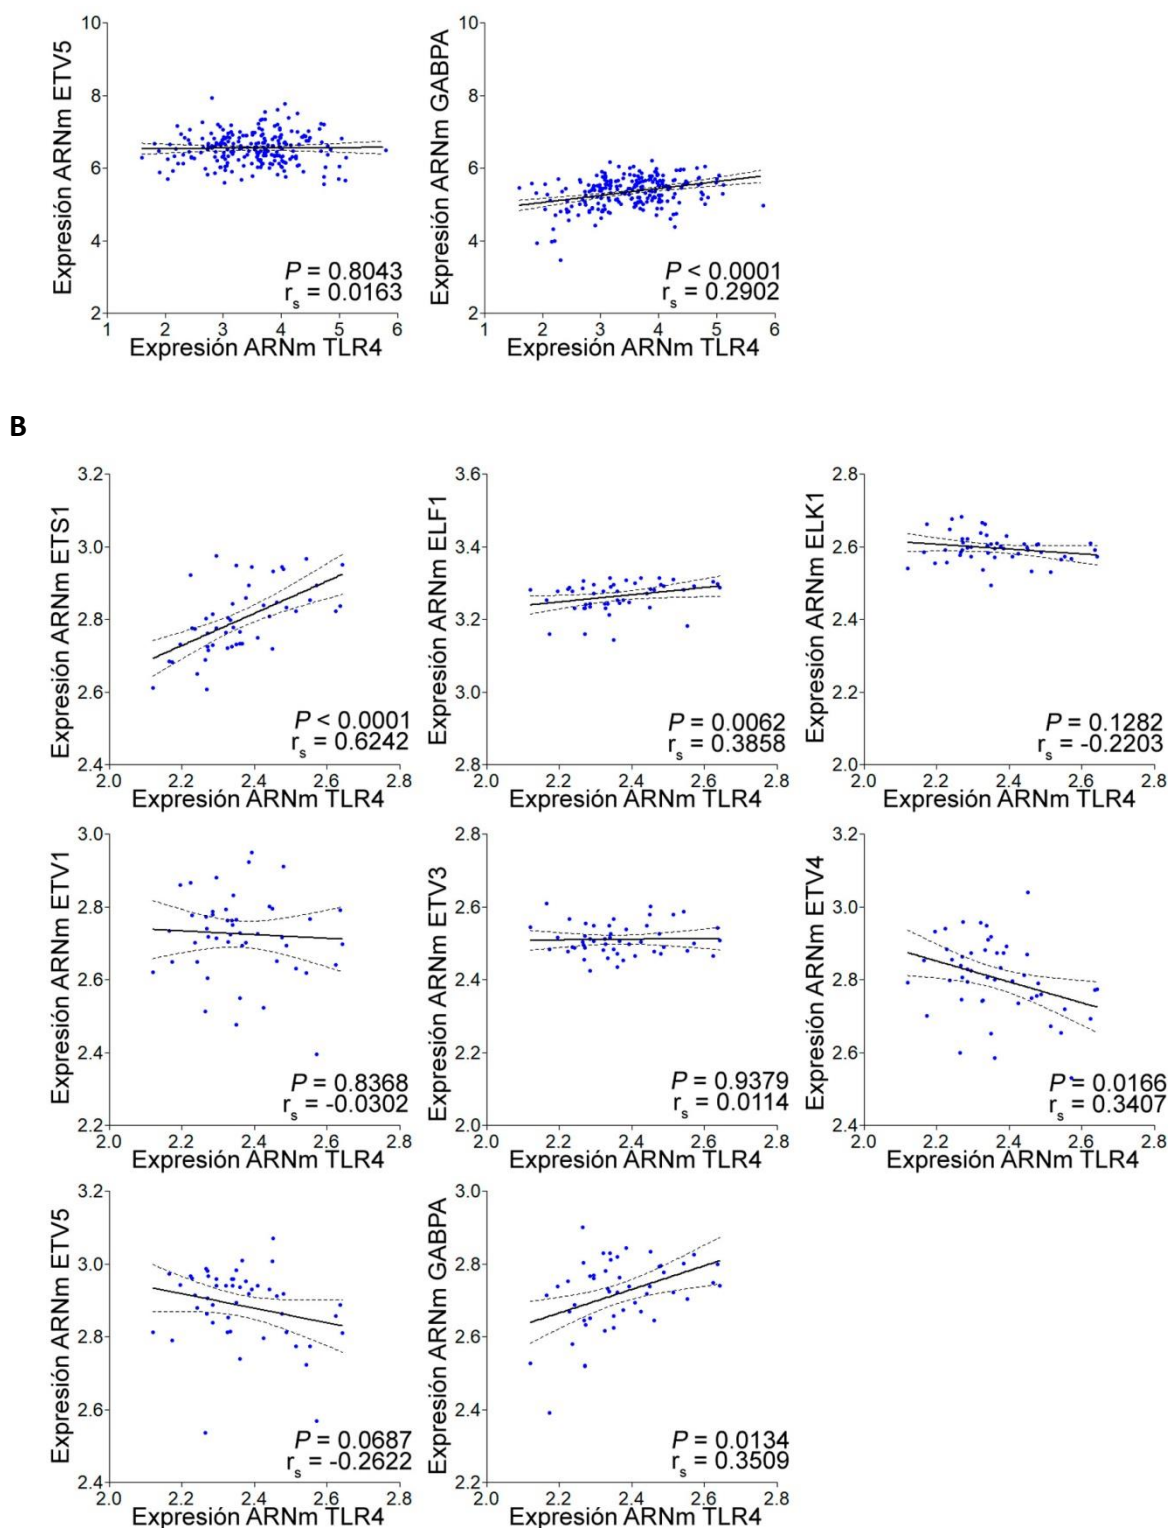 Expresión ARNm ETV5
10
8
6
4
2
P = 0.8043
rs = 0.0163
1 2 3 4 5 6
Expresión ARNm TLR4
Expresión ARNm GABPA
10
8
6
4
2
P < 0.0001
rs = 0.2902
1 2 3 4 5 6
Expresión ARNm TLR4
B
Expresión ARNm ETS1
3.2
3.0
2.8
2.6
2.4
P < 0.0001
rs = 0.6242
2.0 2.2 2.4 2.6 2.8
Expresión ARNm TLR4
Expresión ARNm ELF1
3.6
3.4
3.2
3.0
2.8
P = 0.0062
rs = 0.3858
2.0 2.2 2.4 2.6 2.8
Expresión ARNm TLR4
Expresión ARNm ELK1
2.8
2.6
2.4
2.2
2.0
P = 0.1282
rs = -0.2203
2.0 2.2 2.4 2.6 2.8
Expresión ARNm TLR4
Expresión ARNm ETV1
3.0
2.8
2.6
2.4
2.2
P = 0.8368
rs = -0.0302
2.0 2.2 2.4 2.6 2.8
Expresión ARNm TLR4
Expresión ARNm ETV3
2.8
2.6
2.4
2.2
2.0
P = 0.9379
rs = 0.0114
2.0 2.2 2.4 2.6 2.8
Expresión ARNm TLR4
Expresión ARNm ETV4
3.2
3.0
2.8
2.6
2.4
P = 0.0166
rs = 0.3407
2.0 2.2 2.4 2.6 2.8
Expresión ARNm TLR4
Expresión ARNm ETV5
3.2
3.0
2.8
2.6
2.4
P = 0.0687
rs = -0.2622
2.0 2.2 2.4 2.6 2.8
Expresión ARNm TLR4
Expresión ARNm GABPA
3.0
2.8
2.6
2.4
2.2
P = 0.0134
rs = 0.3509
2.0 2.2 2.4 2.6 2.8
Expresión ARNm TLR4